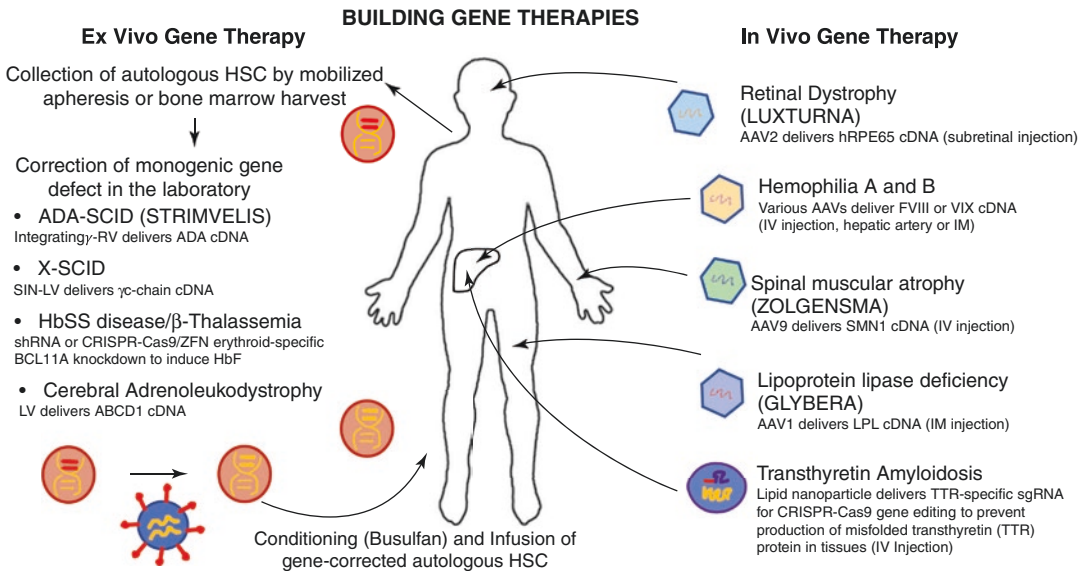 BUILDING GENE THERAPIES
Ex Vivo Gene Therapy
Collection of autologous HSC by mobilized
apheresis or bone marrow harvest
Correction of monogenic gene
defect in the laboratory
• ADA-SCID (STRIMVELIS)
Integratingγ-RV delivers ADA cDNA
• X-SCID
SIN-LV delivers γc-chain cDNA
• HbSS disease/β-Thalassemia
shRNA or CRISPR-Cas9/ZFN erythroid-specific
BCL11A knockdown to induce HbF
• Cerebral Adrenoleukodystrophy
LV delivers ABCD1 cDNA
Conditioning (Busulfan) and Infusion of
gene-corrected autologous HSC
In Vivo Gene Therapy
Retinal Dystrophy
(LUXTURNA)
AAV2 delivers hRPE65 cDNA (subretinal injection)
Hemophilia A and B
Various AAVs deliver FVIII or VIX cDNA
(IV injection, hepatic artery or IM)
Spinal muscular atrophy
(ZOLGENSMA)
AAV9 delivers SMN1 cDNA (IV injection)
Lipoprotein lipase deficiency
(GLYBERA)
AAV1 delivers LPL cDNA (IM injection)
Transthyretin Amyloidosis
Lipid nanoparticle delivers TTR-specific sgRNA
for CRISPR-Cas9 gene editing to prevent
production of misfolded transthyretin (TTR)
protein in tissues (IV Injection)